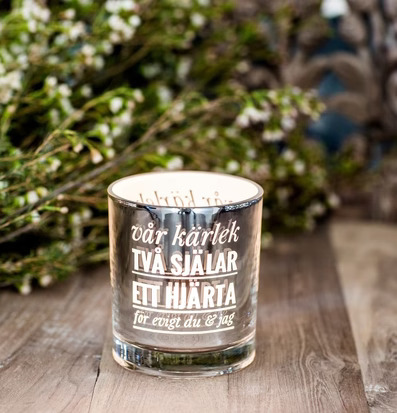 vår kärlek
TVÅ SJÄLAR
ETT HJÄRTA
för evigt du & jag